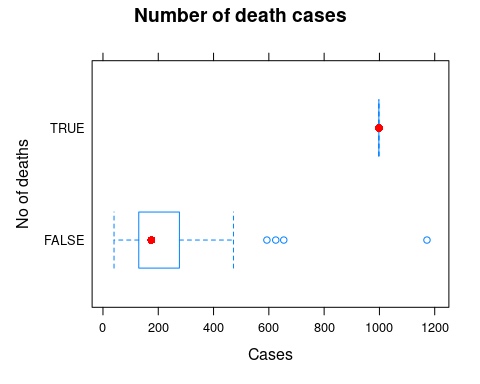 Number of death cases
No of deaths
TRUE
FALSE
0 200 400 600 800 1000 1200
Cases